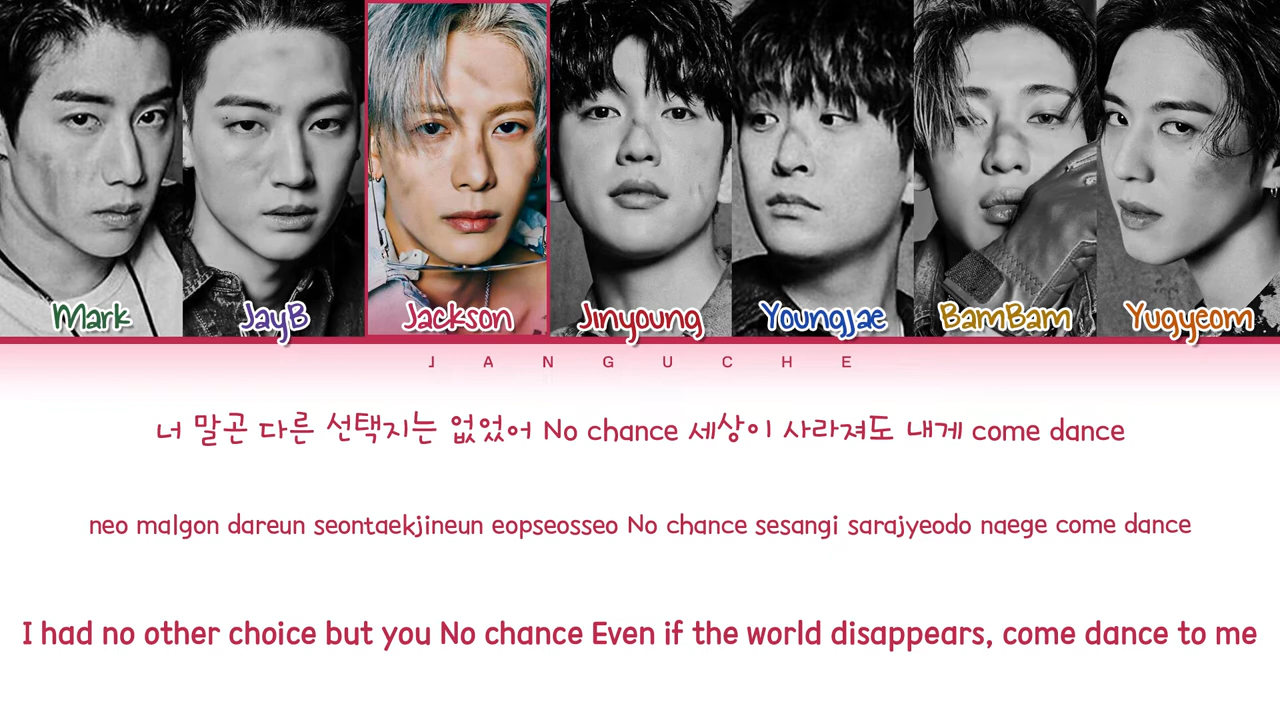 Mark JayB Jackson Jinyoung Youngjae BamBam Yugyeom
JANGUCHE
너 말곤 다른 선택지는 없었어 No chance 세상이 사라져도 내게 come dance
neo malgon dareun seontaekjineun eopseosseo No chance sesangi sarajyeodo naege come dance
I had no other choice but you No chance Even if the world disappears, come dance to me